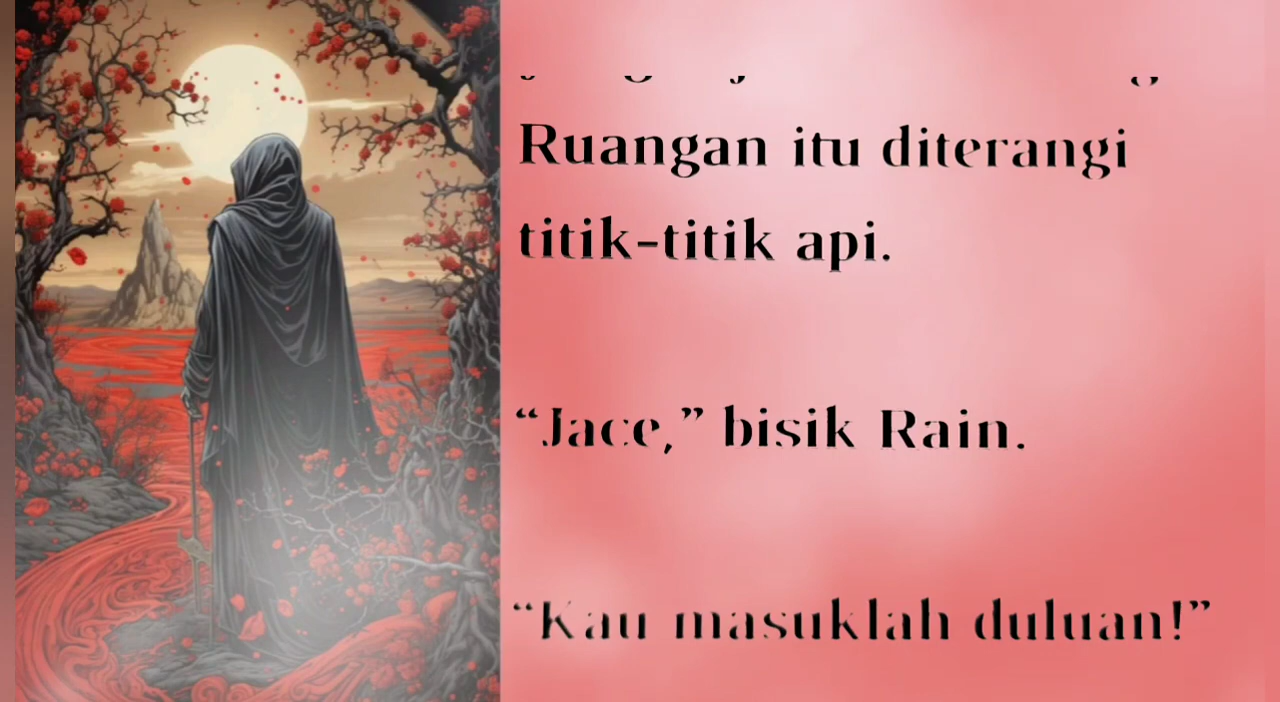 Ruangan itu diterangi
titik-titik api.
“Jace,” bisik Rain.
“Kau masuklah duluan!”